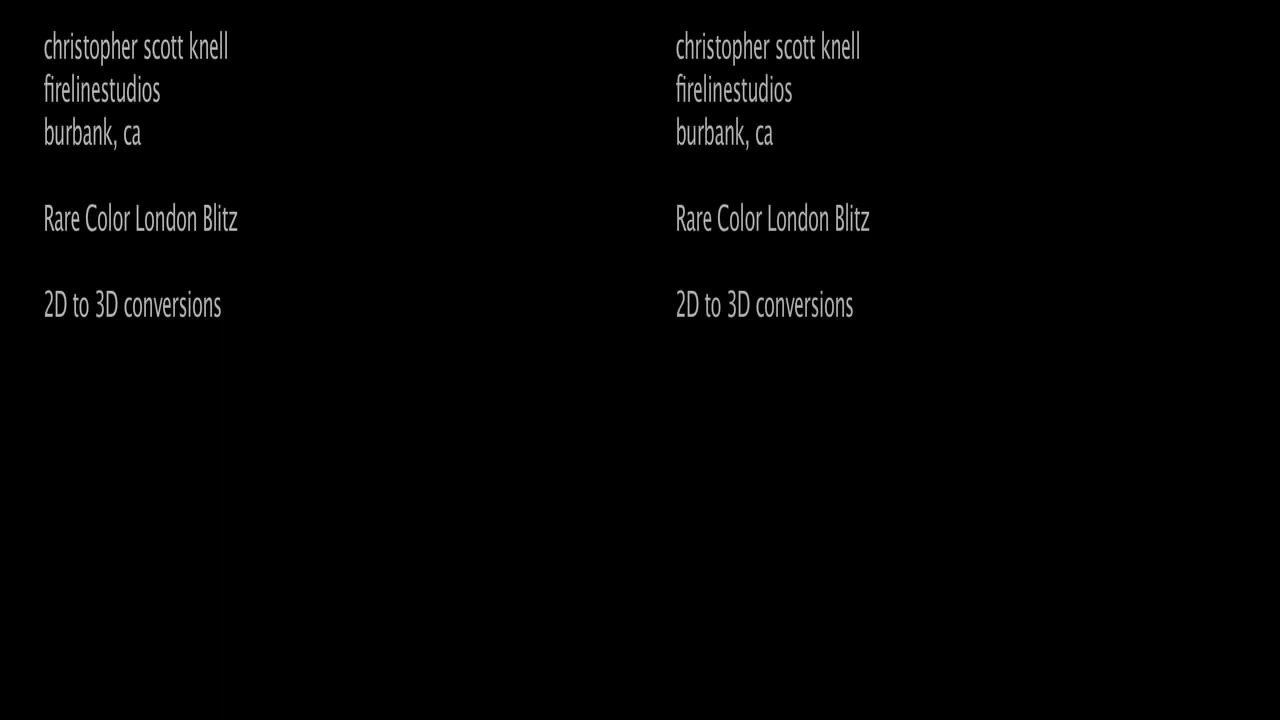 christopher scott knell
firelinestudios
burbank, ca
Rare Color London Blitz
2D to 3D conversions
christopher scott knell
firelinestudios
burbank, ca
Rare Color London Blitz
2D to 3D conversions